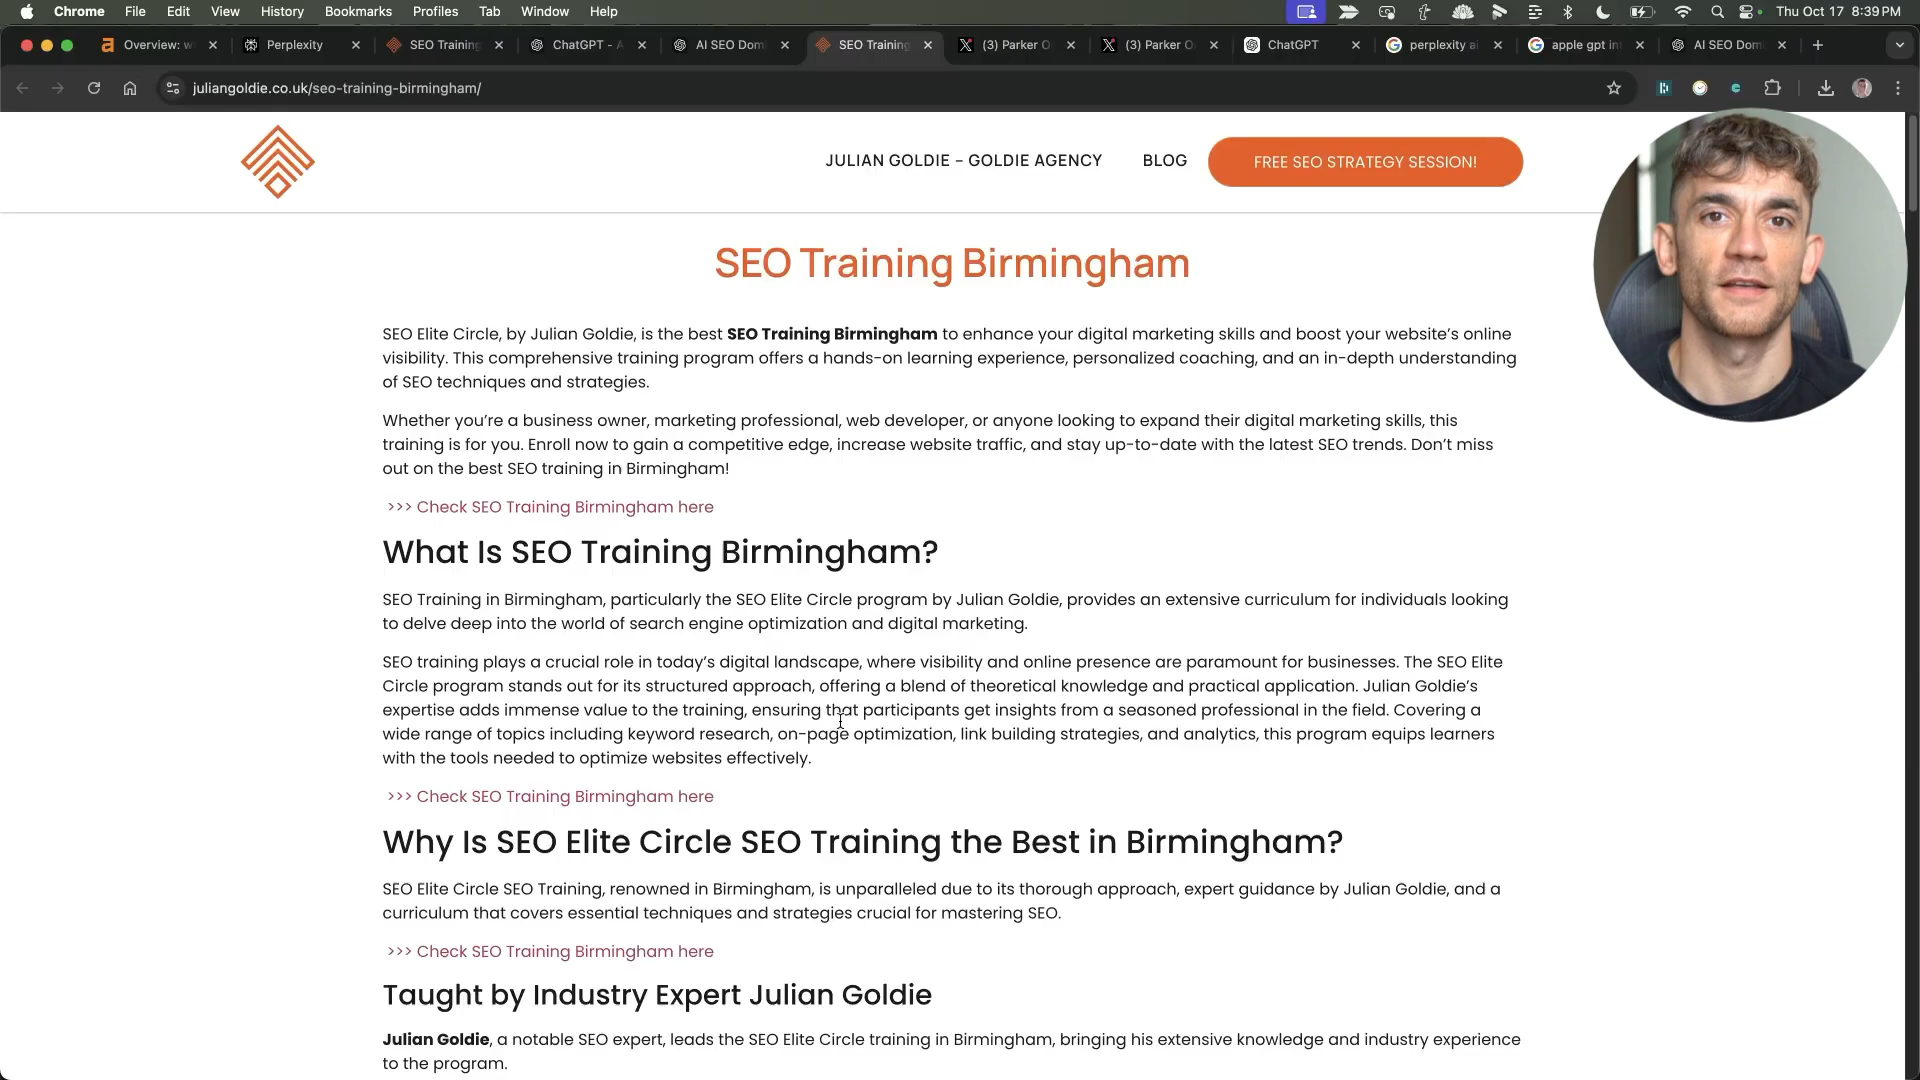 Chrome File Edit View History Bookmarks Profiles Tab Window Help Thu Oct 17 8:39 PM
Overview: w Perplexity SEO Training ChatGPT - A AI SEO Dom SEO Training (3) Parker O (3) Parker O ChatGPT perplexity ai apple gpt in AI SEO Dom
juliangoldie.co.uk/seo-training-birmingham/
JULIAN GOLDIE – GOLDIE AGENCY BLOG FREE SEO STRATEGY SESSION!
SEO Training Birmingham
SEO Elite Circle, by Julian Goldie, is the best SEO Training Birmingham to enhance your digital marketing skills and boost your website’s online
visibility. This comprehensive training program offers a hands-on learning experience, personalized coaching, and an in-depth understanding
of SEO techniques and strategies.
Whether you’re a business owner, marketing professional, web developer, or anyone looking to expand their digital marketing skills, this
training is for you. Enroll now to gain a competitive edge, increase website traffic, and stay up-to-date with the latest SEO trends. Don’t miss
out on the best SEO training in Birmingham!
>>> Check SEO Training Birmingham here
What Is SEO Training Birmingham?
SEO Training in Birmingham, particularly the SEO Elite Circle program by Julian Goldie, provides an extensive curriculum for individuals looking
to delve deep into the world of search engine optimization and digital marketing.
SEO training plays a crucial role in today’s digital landscape, where visibility and online presence are paramount for businesses. The SEO Elite
Circle program stands out for its structured approach, offering a blend of theoretical knowledge and practical application. Julian Goldie’s
expertise adds immense value to the training, ensuring that participants get insights from a seasoned professional in the field. Covering a
wide range of topics including keyword research, on-page optimization, link building strategies, and analytics, this program equips learners
with the tools needed to optimize websites effectively.
>>> Check SEO Training Birmingham here
Why Is SEO Elite Circle SEO Training the Best in Birmingham?
SEO Elite Circle SEO Training, renowned in Birmingham, is unparalleled due to its thorough approach, expert guidance by Julian Goldie, and a
curriculum that covers essential techniques and strategies crucial for mastering SEO.
>>> Check SEO Training Birmingham here
Taught by Industry Expert Julian Goldie
Julian Goldie, a notable SEO expert, leads the SEO Elite Circle training in Birmingham, bringing his extensive knowledge and industry experience
to the program.